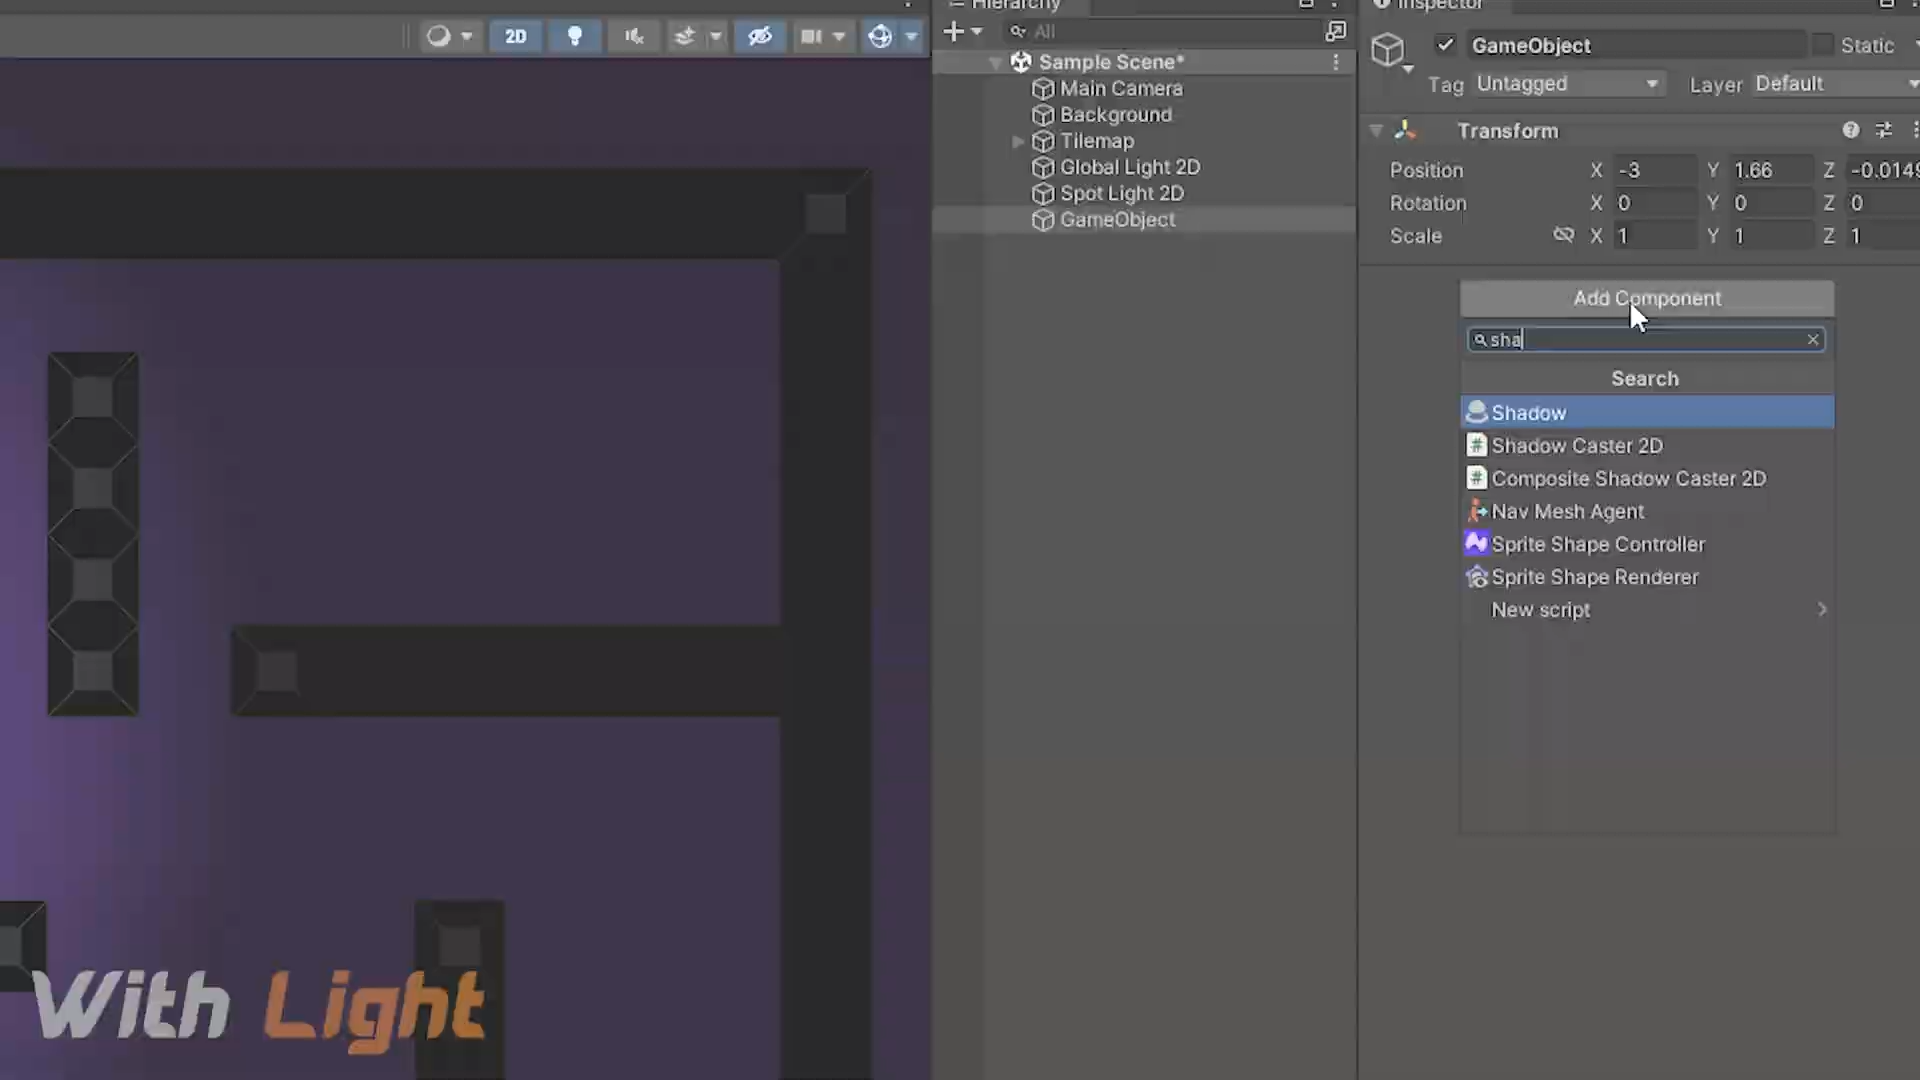 Hierarchy
Inspector
2D
All
GameObject
Static
Sample Scene*
Tag Untagged Layer Default
Main Camera
Background
Tilemap
Global Light 2D
Spot Light 2D
GameObject
Transform
Position X -3 Y 1.66 Z -0.0149
Rotation X 0 Y 0 Z 0
Scale X 1 Y 1 Z 1
Add Component
sha
Search
Shadow
Shadow Caster 2D
Composite Shadow Caster 2D
Nav Mesh Agent
Sprite Shape Controller
Sprite Shape Renderer
New script
With Light